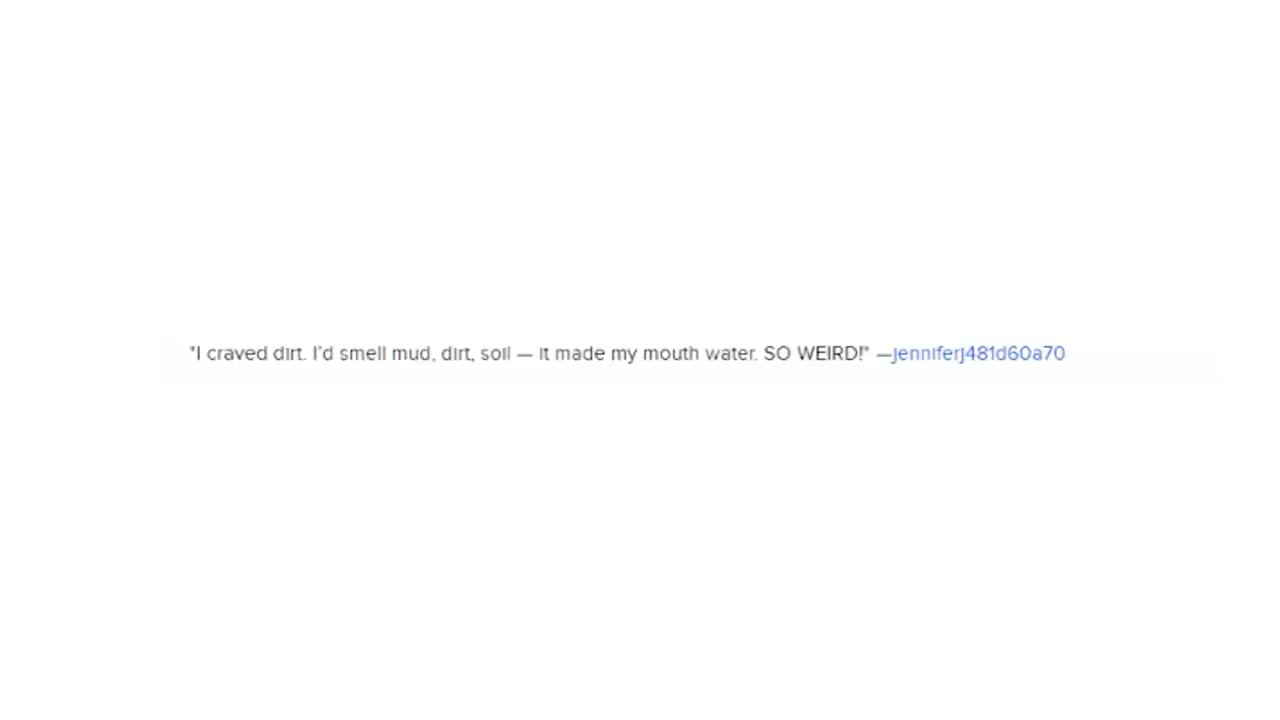 "I craved dirt. I'd smell mud, dirt, soil — it made my mouth water. SO WEIRD!" —jenniferj481d60a70